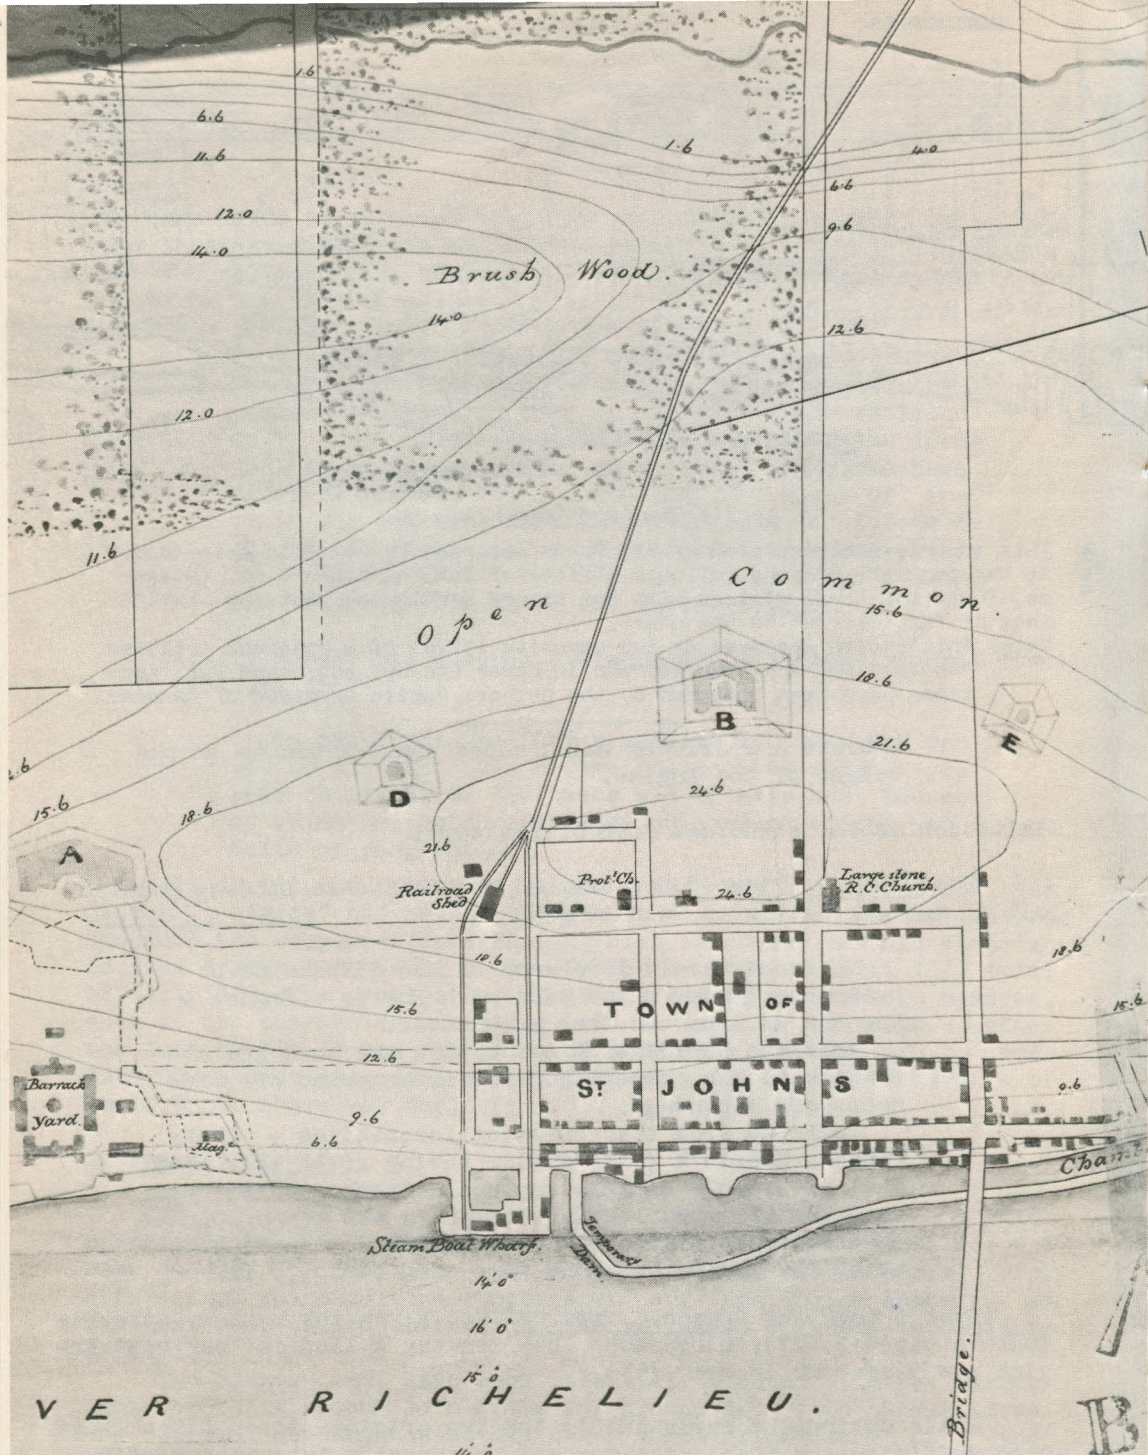 1.6
6.6
11.6
1.6
4.0
6.6
12.0
9.6
14.0
Brush Wood.
14.0
12.6
12.0
11.6
Open Common.
15.6
18.6
B
E
21.6
D
24.6
15.6
18.6
21.6
A
Railroad
Shed
Prot. Ch.
24.6
Large stone
R. C. Church.
18.6
18.6
15.6
TOWN OF
15.6
12.6
Barrack
Yard.
ST JOHNS
9.6
9.6
6.6
Mag.
Steam Boat Wharf.
Temporary
Dam.
14' 0"
16' 0"
15' 0"
VER RICHELIEU.
Bridge.
B